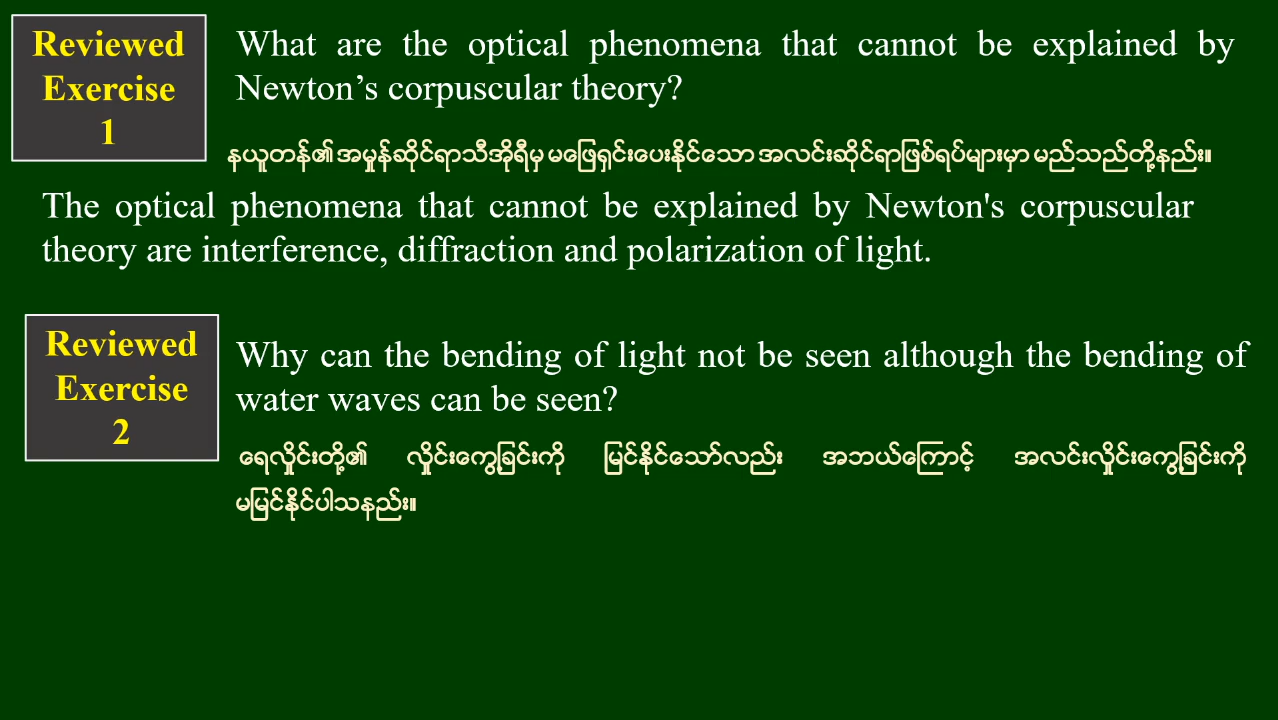 Reviewed
Exercise
1
What are the optical phenomena that cannot be explained by
Newton’s corpuscular theory?
နယူတန်၏ အမှုန်ဆိုင်ရာသီအိုရီမှ မဖြေရှင်းပေးနိုင်သော အလင်းဆိုင်ရာဖြစ်ရပ်များမှာ မည်သည်တို့နည်း။
The optical phenomena that cannot be explained by Newton's corpuscular
theory are interference, diffraction and polarization of light.
Reviewed
Exercise
2
Why can the bending of light not be seen although the bending of
water waves can be seen?
ရေလှိုင်းတို့၏ လှိုင်းကွေ့ခြင်းကို မြင်နိုင်သော်လည်း အဘယ်ကြောင့် အလင်းလှိုင်းကွေ့ခြင်းကို
မမြင်နိုင်ပါသနည်း။